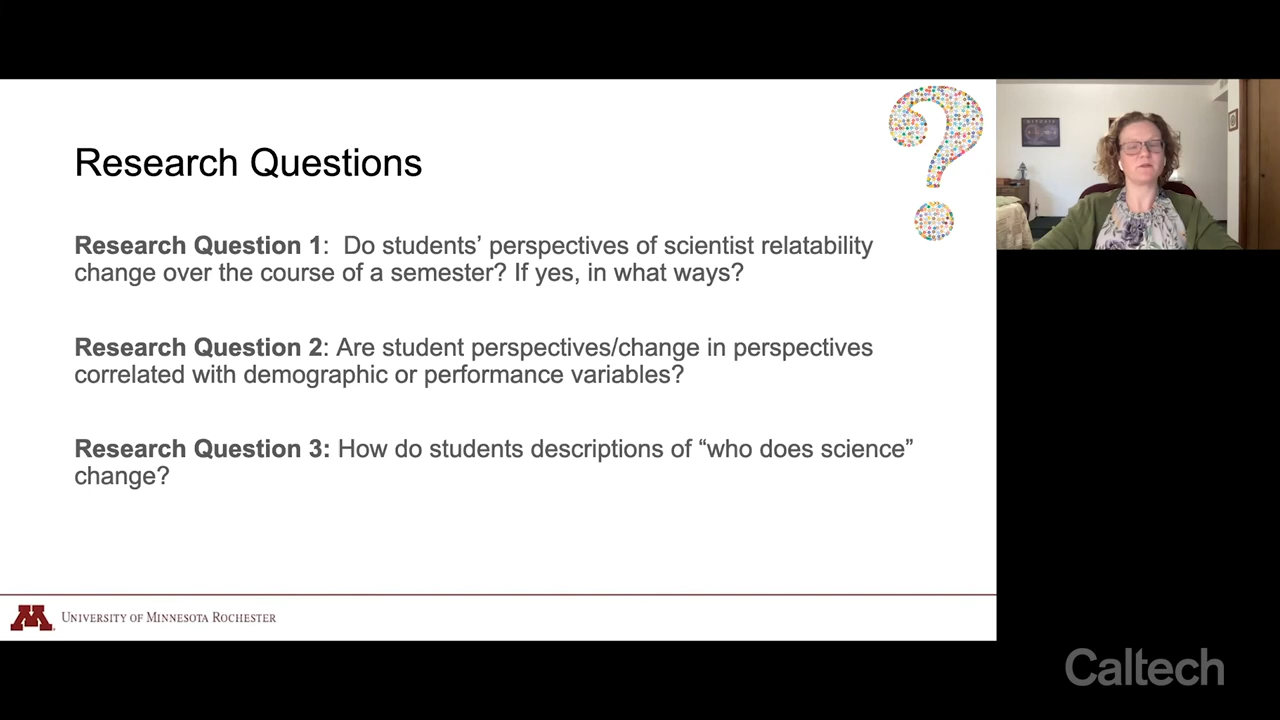 Research Questions
Research Question 1:  Do students’ perspectives of scientist relatability
change over the course of a semester? If yes, in what ways?
Research Question 2: Are student perspectives/change in perspectives
correlated with demographic or performance variables?
Research Question 3: How do students descriptions of “who does science”
change?
M
UNIVERSITY OF MINNESOTA ROCHESTER
Caltech